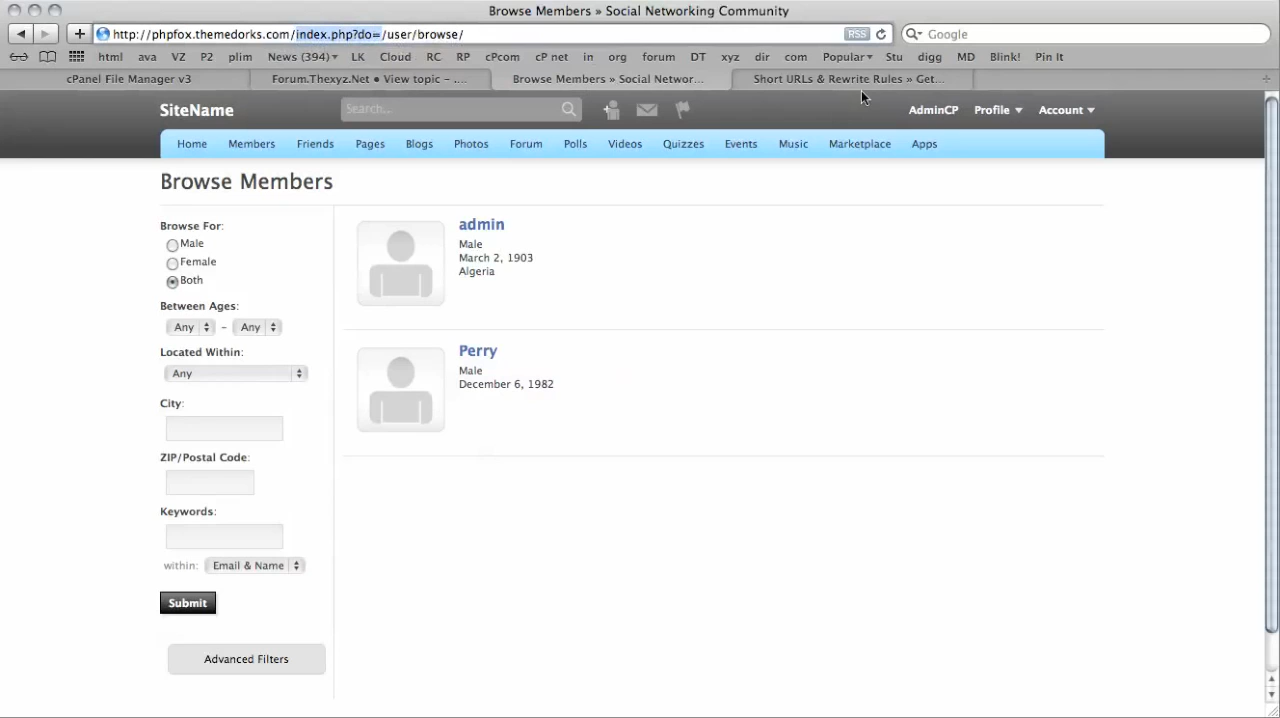 Browse Members » Social Networking Community
http://phpfox.themedorks.com/index.php?do=/user/browse/ RSS Google
html ava VZ P2 plim News (394) LK Cloud RC RP cPcom cP net in org forum DT xyz dir com Popular Stu digg MD Blink! Pin It
cPanel File Manager v3 Forum.Thexyz.Net • View topic - .... Browse Members » Social Networ... Short URLs & Rewrite Rules » Get...
SiteName Search... AdminCP Profile Account
Home Members Friends Pages Blogs Photos Forum Polls Videos Quizzes Events Music Marketplace Apps
Browse Members
Browse For:
Male
Female
Both
Between Ages:
Any - Any
Located Within:
Any
City:
ZIP/Postal Code:
Keywords:
within: Email & Name
Submit
Advanced Filters
admin
Male
March 2, 1903
Algeria
Perry
Male
December 6, 1982